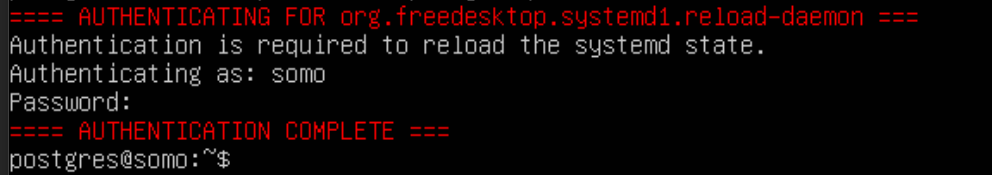 ==== AUTHENTICATING FOR org.freedesktop.systemd1.reload-daemon ===
Authentication is required to reload the systemd state.
Authenticating as: somo
Password:
==== AUTHENTICATION COMPLETE ===
postgres@somo:~$